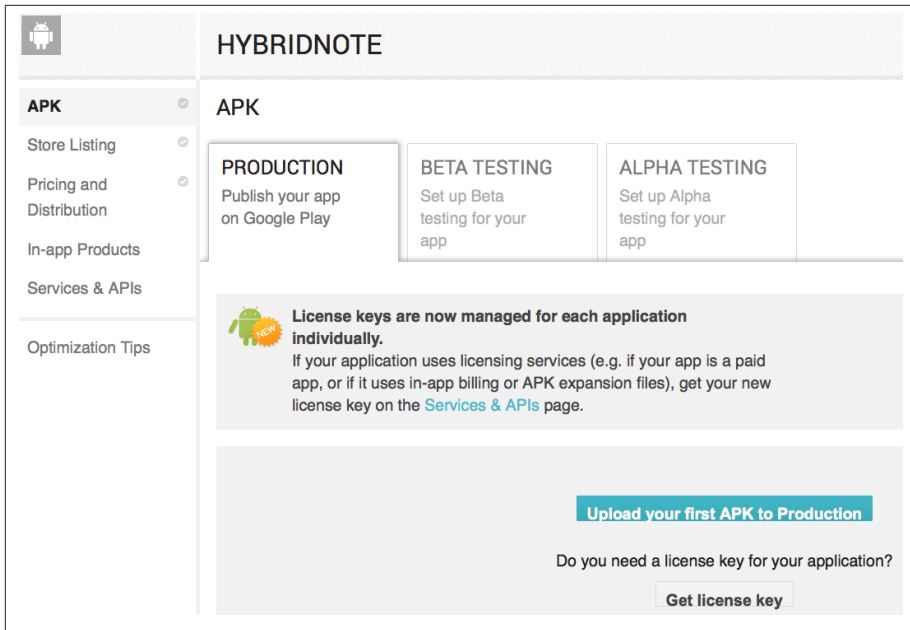 HYBRIDNOTE
APK
Store Listing
Pricing and
Distribution
In-app Products
Services & APIs
Optimization Tips
APK
PRODUCTION
Publish your app
on Google Play
BETA TESTING
Set up Beta
testing for your
app
ALPHA TESTING
Set up Alpha
testing for your
app
NEW
License keys are now managed for each application
individually.
If your application uses licensing services (e.g. if your app is a paid
app, or if it uses in-app billing or APK expansion files), get your new
license key on the Services & APIs page.
Upload your first APK to Production
Do you need a license key for your application?
Get license key